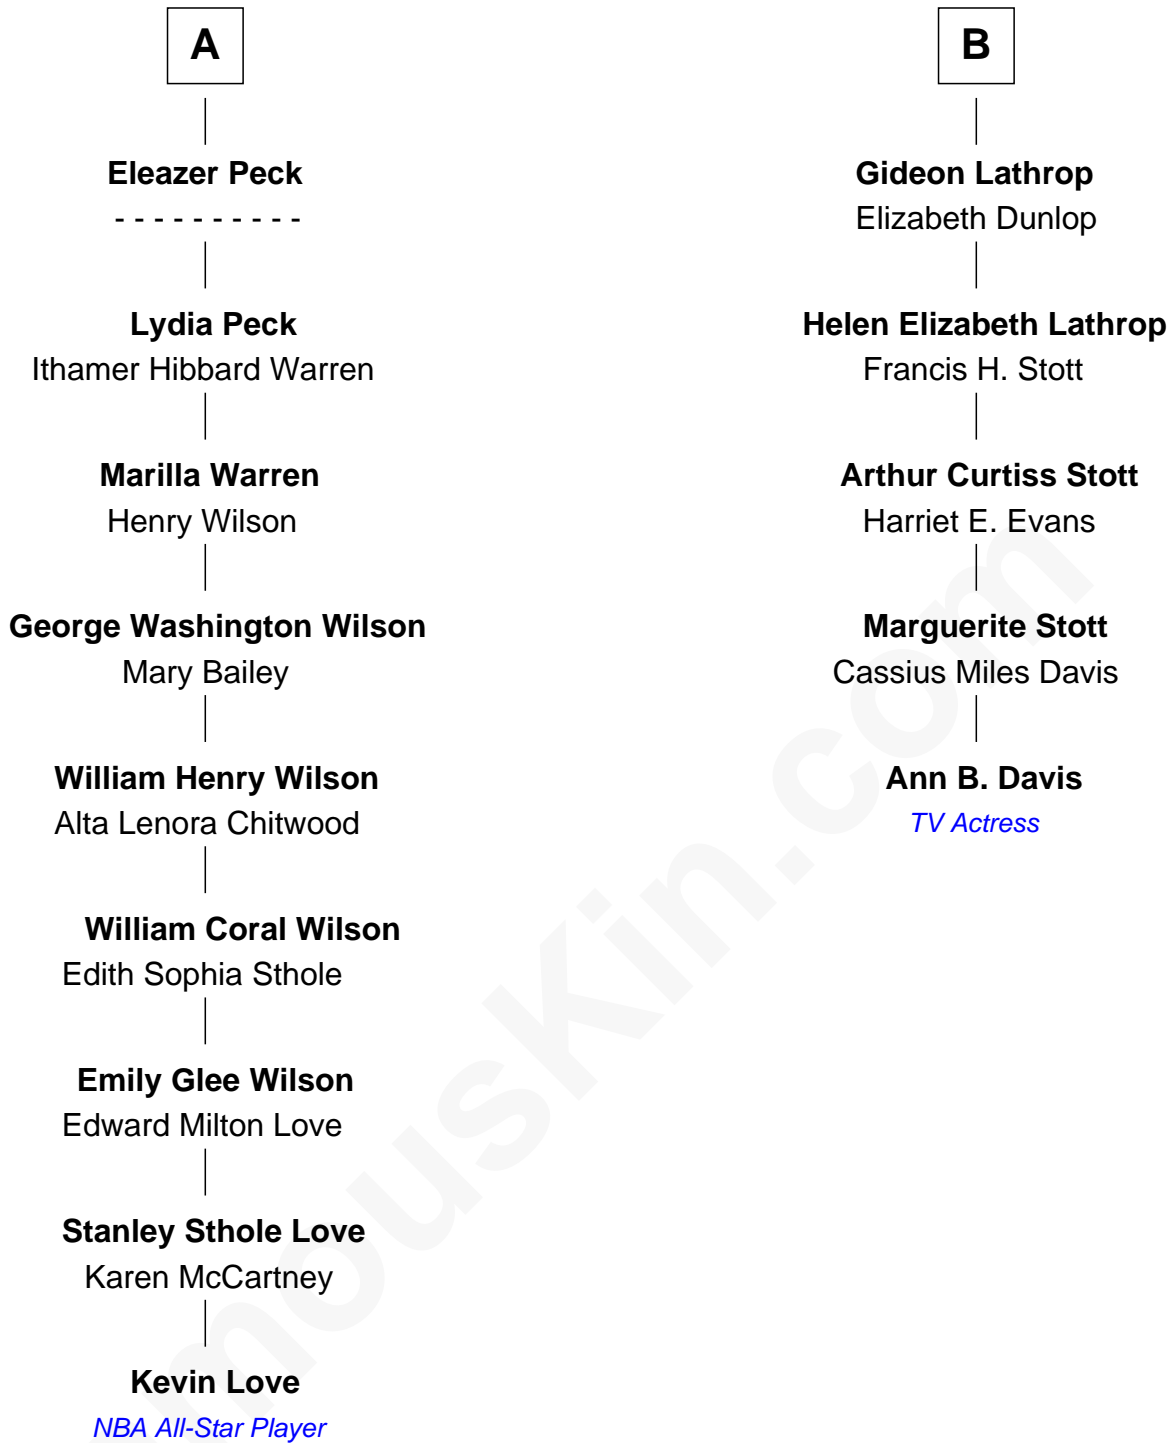 A
Eleazer Peck
- - - - - - - - - -
Lydia Peck
Ithamer Hibbard Warren
Marilla Warren
Henry Wilson
George Washington Wilson
Mary Bailey
William Henry Wilson
Alta Lenora Chitwood
William Coral Wilson
Edith Sophia Sthole
Emily Glee Wilson
Edward Milton Love
Stanley Sthole Love
Karen McCartney
Kevin Love
NBA All-Star Player
B
Gideon Lathrop
Elizabeth Dunlop
Helen Elizabeth Lathrop
Francis H. Stott
Arthur Curtiss Stott
Harriet E. Evans
Marguerite Stott
Cassius Miles Davis
Ann B. Davis
TV Actress
mousKin.com